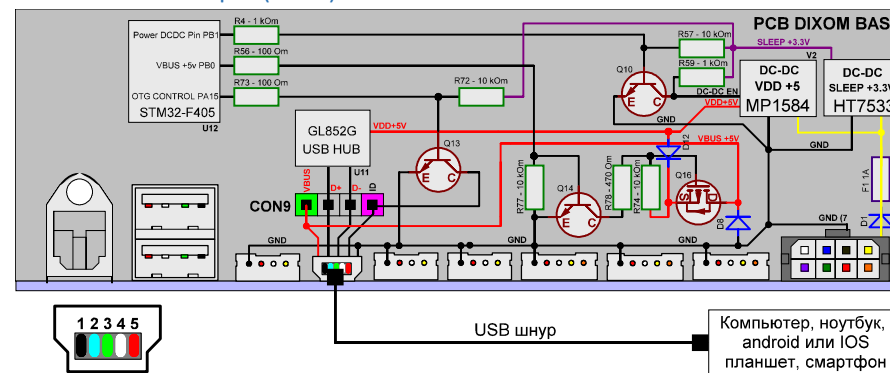 PCB DIXOM BAS
R4 - 1 kOm
Power DCDC Pin PB1
R57 - 10 kOm
SLEEP +3.3V
R56 - 100 Om
VBUS +5v PB0
Q10
R59 - 1 kOm
V2
DC-DC
VDD +5
MP1584
DC-DC
SLEEP +3.3V
HT7533
R73 - 100 Om
OTG CONTROL PA15
R72 - 10 kOm
E C
DC-DC EN
VDD+5V
STM32-F405
U12
GND
GL852G
USB HUB
VDD+5V
U11
Q13
VBUS +5V
D12
GND
E C
R77 - 10 kOm
Q14
E C
R78 - 470 Om
R74 - 10 kOm
Q16
S D
F1 1A
VBUS
D+
D-
ID
CON9
D8
GND (7
D1
GND
GND
GND
1 2 3 4 5
USB шнур
Компьютер, ноутбук,
android или IOS
планшет, смартфон